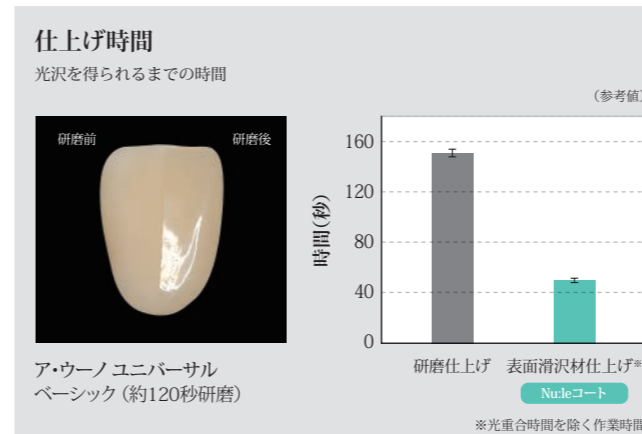 仕上げ時間
光沢を得られるまでの時間
研磨前
研磨後
ア・ウーノ ユニバーサル
ベーシック（約120秒研磨）
（参考値）
時間（秒）
160
120
80
40
0
研磨仕上げ
表面滑沢材仕上げ※
Nu:leコート
※光重合時間を除く作業時間